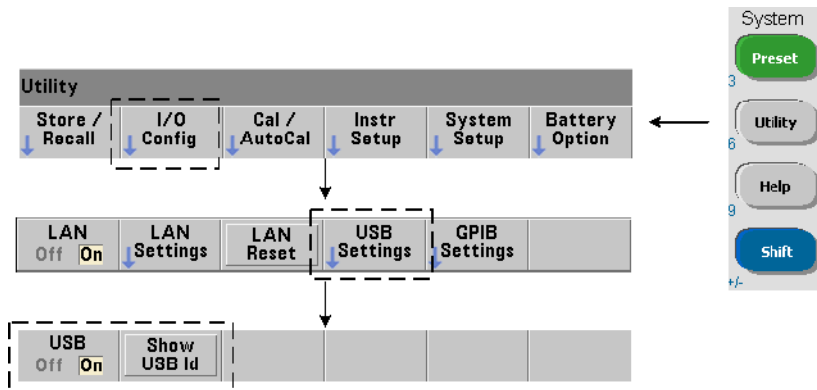 System
Preset
3
Utility
6
Help
9
Shift
+/-
Utility
Store / Recall
I/O Config
Cal / AutoCal
Instr Setup
System Setup
Battery Option
LAN
Off On
LAN Settings
LAN Reset
USB Settings
GPIB Settings
USB
Off On
Show USB Id